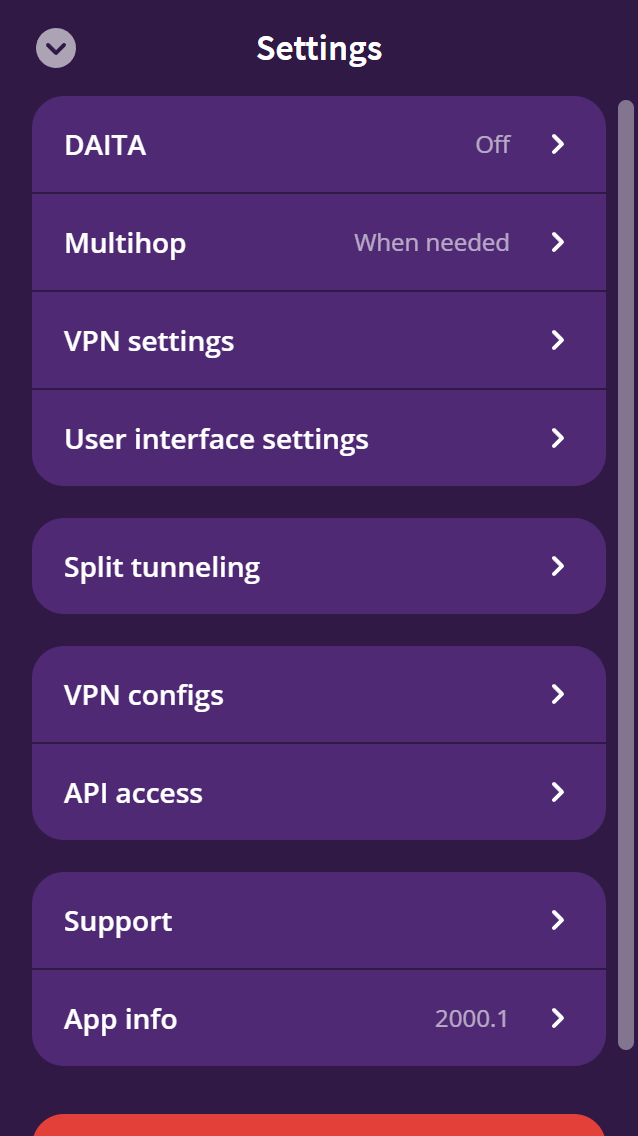 Settings
DAITA Off
Multihop When needed
VPN settings
User interface settings
Split tunneling
VPN configs
API access
Support
App info 2000.1